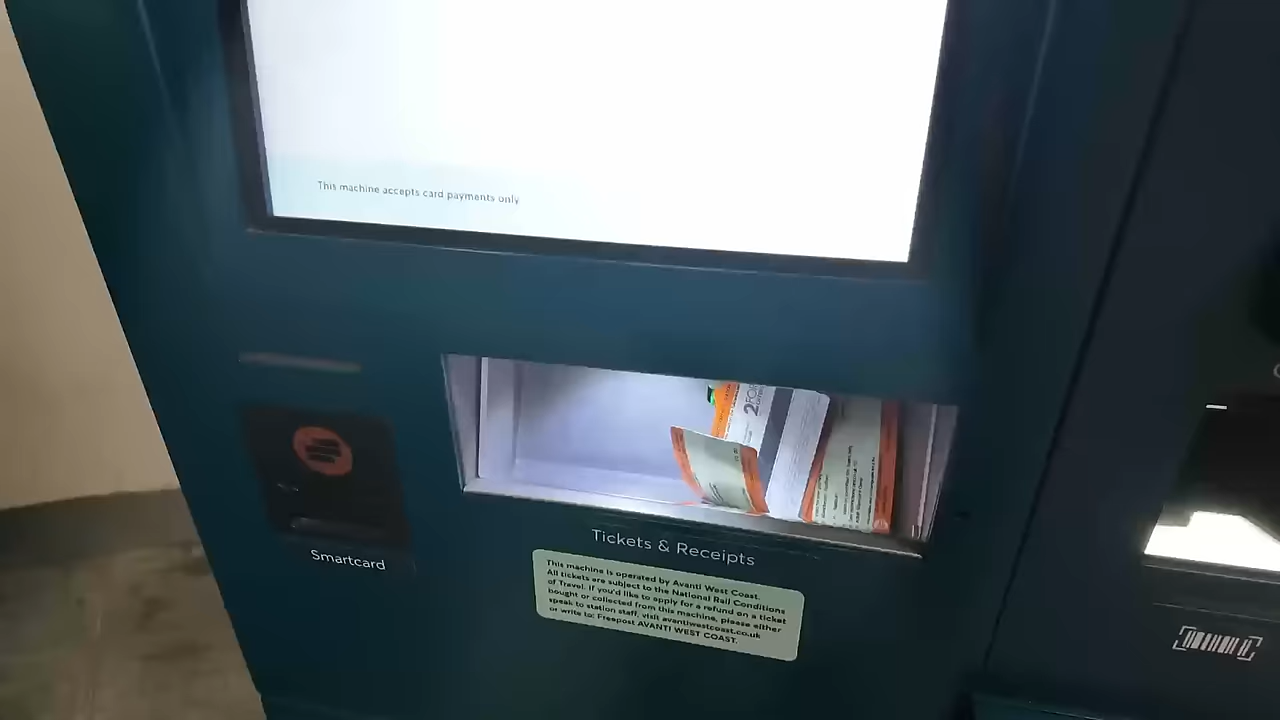 This machine accepts card payments only
2FOR
Tickets & Receipts
Smartcard
This machine is operated by Avanti West Coast.
All tickets are subject to the National Rail Conditions
of Travel. If you'd like to apply for a refund on a ticket
bought or collected from this machine, please either
speak to station staff, visit avantiwestcoast.co.uk
or write to: Freepost AVANTI WEST COAST.